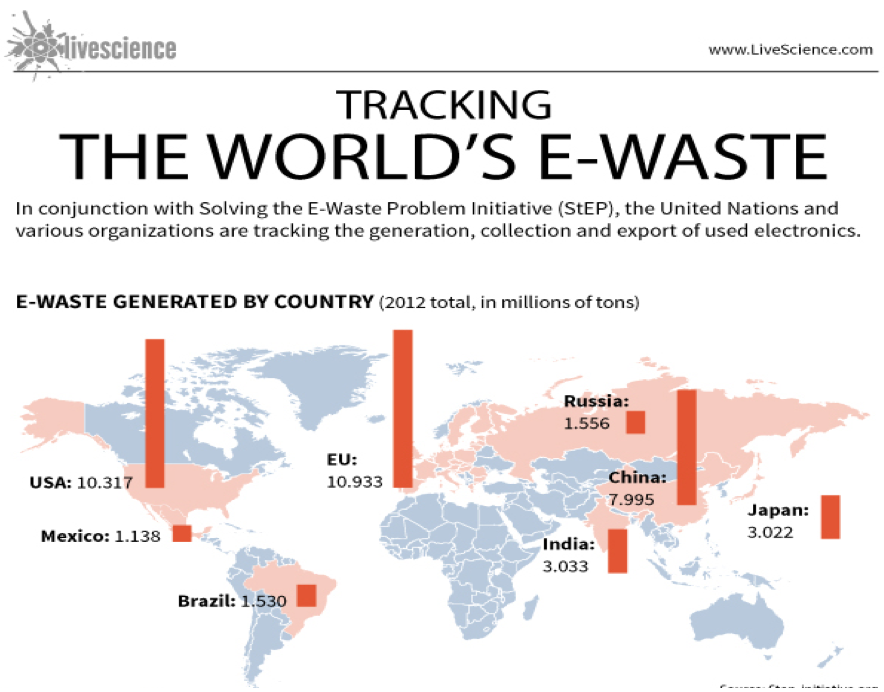 livescience
www.LiveScience.com
TRACKING
THE WORLD'S E-WASTE
In conjunction with Solving the E-Waste Problem Initiative (StEP), the United Nations and
various organizations are tracking the generation, collection and export of used electronics.
E-WASTE GENERATED BY COUNTRY (2012 total, in millions of tons)
Russia:
1.556
EU:
10.933
USA: 10.317
China:
7.995
Japan:
3.022
Mexico: 1.138
India:
3.033
Brazil: 1.530